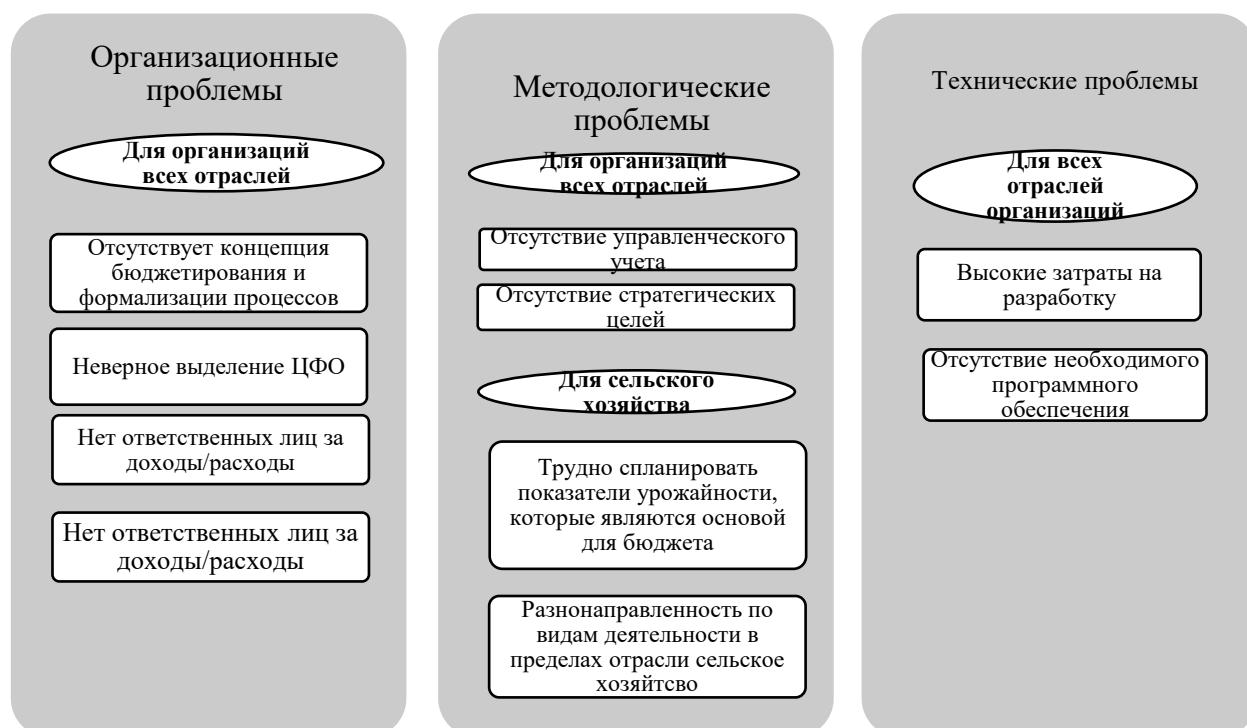 Организационные
проблемы
Для организаций
всех отраслей
Отсутствует концепция
бюджетирования и
формализации процессов
Неверное выделение ЦФО
Нет ответственных лиц за
доходы/расходы
Нет ответственных лиц за
доходы/расходы
Методологические
проблемы
Для организаций
всех отраслей
Отсутствие управленческого
учета
Отсутствие стратегических
целей
Для сельского
хозяйства
Трудно спланировать
показатели урожайности,
которые являются основой
для бюджета
Разнонаправленность по
видам деятельности в
пределах отрасли сельское
хозяйтсво
Технические проблемы
Для всех
отраслей
организаций
Высокие затраты на
разработку
Отсутствие необходимого
программного
обеспечения